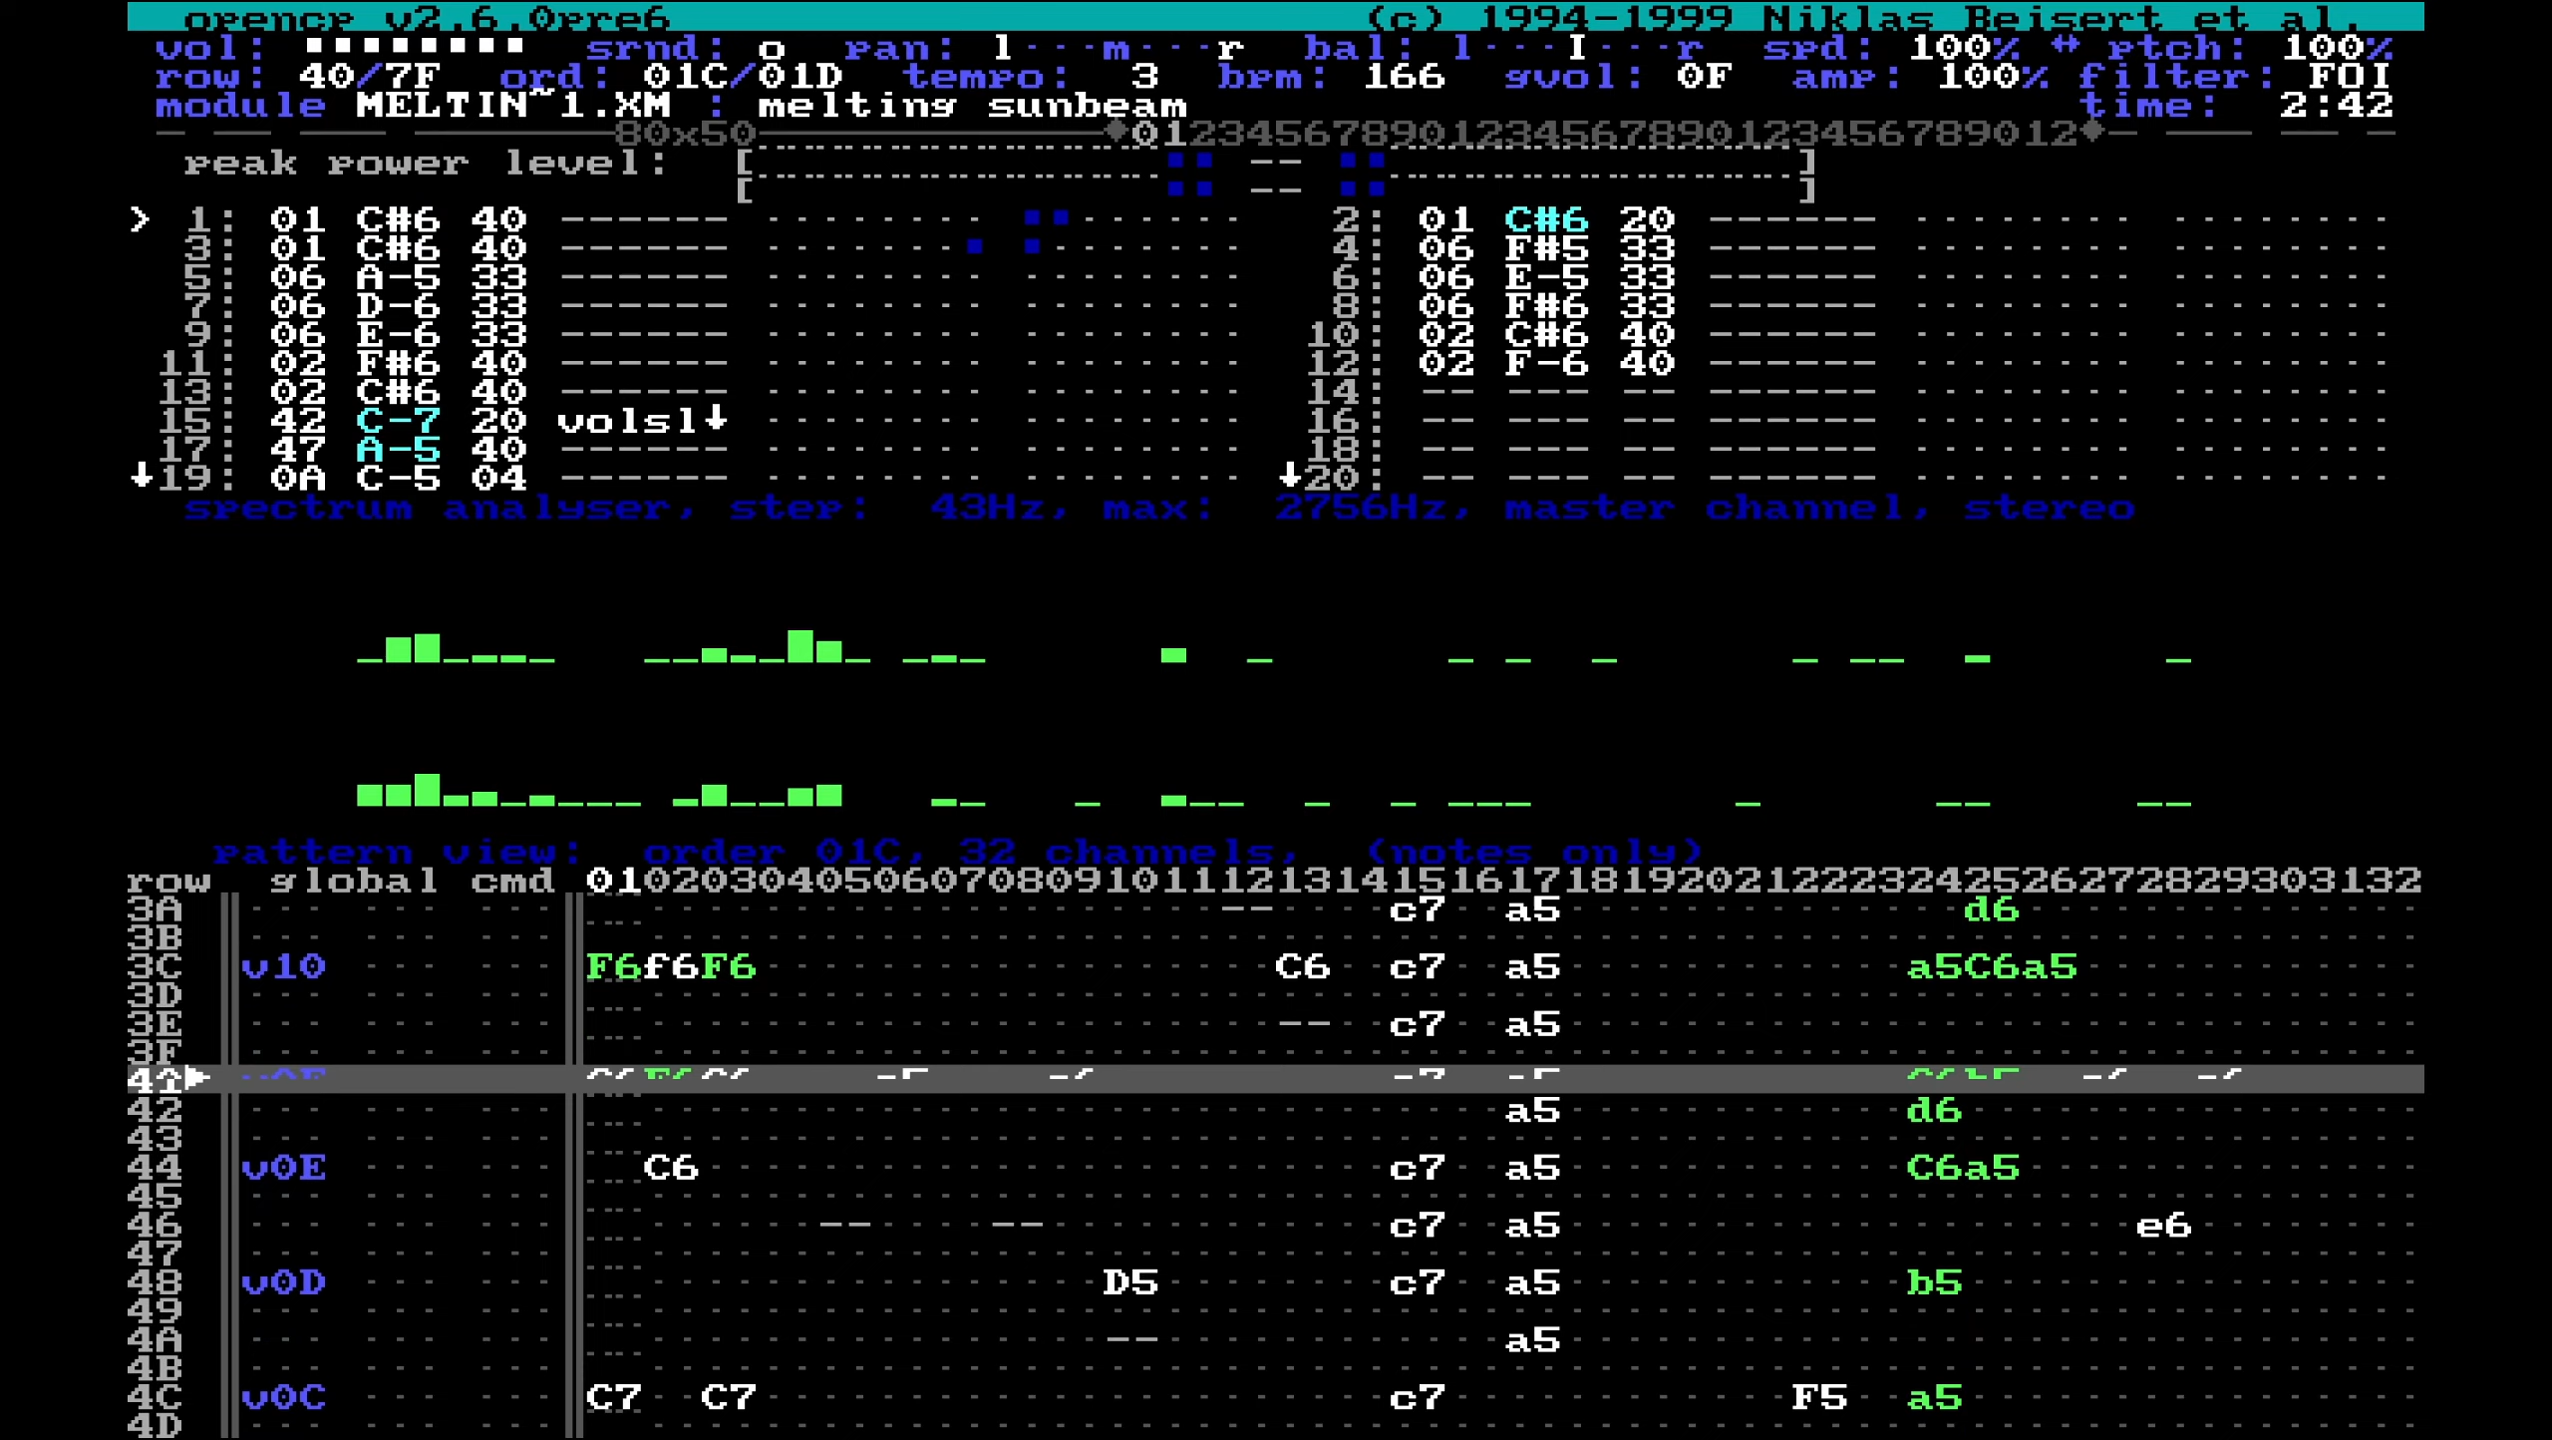 opencp v2.6.0pre6 (c) 1994-1999 Niklas Beisert et al.
vol: ▪▪▪▪▪▪▪▪ srnd: o pan: l···m···r bal: l···I···r spd: 100% ↔ ptch: 100%
row: 40/7F ord: 01C/01D tempo: 3 bpm: 166 gvol: 0F amp: 100% filter: FOI
module MELTIN~1.XM : melting sunbeam time: 2:42
80x50 01234567890123456789012345678901 2
peak power level: [ -- ]
[ -- ]
> 1: 01 C#6 40 ------ 2: 01 C#6 20 ------
3: 01 C#6 40 ------ 4: 06 F#5 33 ------
5: 06 A-5 33 ------ 6: 06 E-5 33 ------
7: 06 D-6 33 ------ 8: 06 F#6 33 ------
9: 06 E-6 33 ------ 10: 02 C#6 40 ------
11: 02 F#6 40 ------ 12: 02 F-6 40 ------
13: 02 C#6 40 ------ 14: -- --- -- ------
15: 42 C-7 20 volsl↓ 16: -- --- -- ------
17: 47 A-5 40 ------ 18: -- --- -- ------
↓19: 0A C-5 04 ------ ↓20: -- --- -- ------
spectrum analyser, step: 43Hz, max: 2756Hz, master channel, stereo
pattern view: order 01C, 32 channels, (notes only)
row global cmd 0102030405060708091011121314151617181920212223242526272829303132
3A -- c7 a5 d6
3B
3C v10 F6f6F6 C6 c7 a5 a5C6a5
3D
3E -- c7 a5
3F
41
42 a5 d6
43
44 v0E C6 c7 a5 C6a5
45
46 -- -- c7 a5 e6
47
48 v0D D5 c7 a5 b5
49
4A -- a5
4B
4C v0C C7 C7 c7 F5 a5
4D